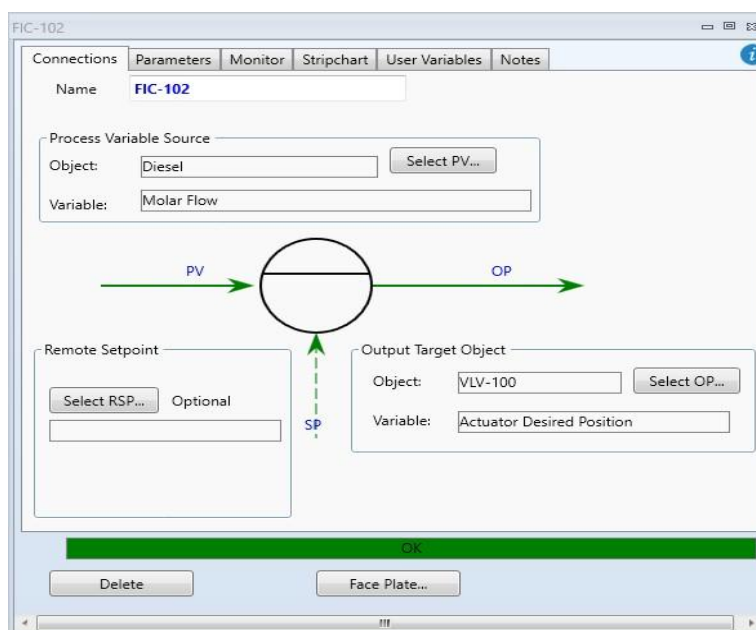 FIC-102
Connections Parameters Monitor Stripchart User Variables Notes
Name FIC-102
Process Variable Source
Object: Diesel Select PV...
Variable: Molar Flow
PV OP
Remote Setpoint
Select RSP... Optional
SP
Output Target Object
Object: VLV-100 Select OP...
Variable: Actuator Desired Position
OK
Delete Face Plate...